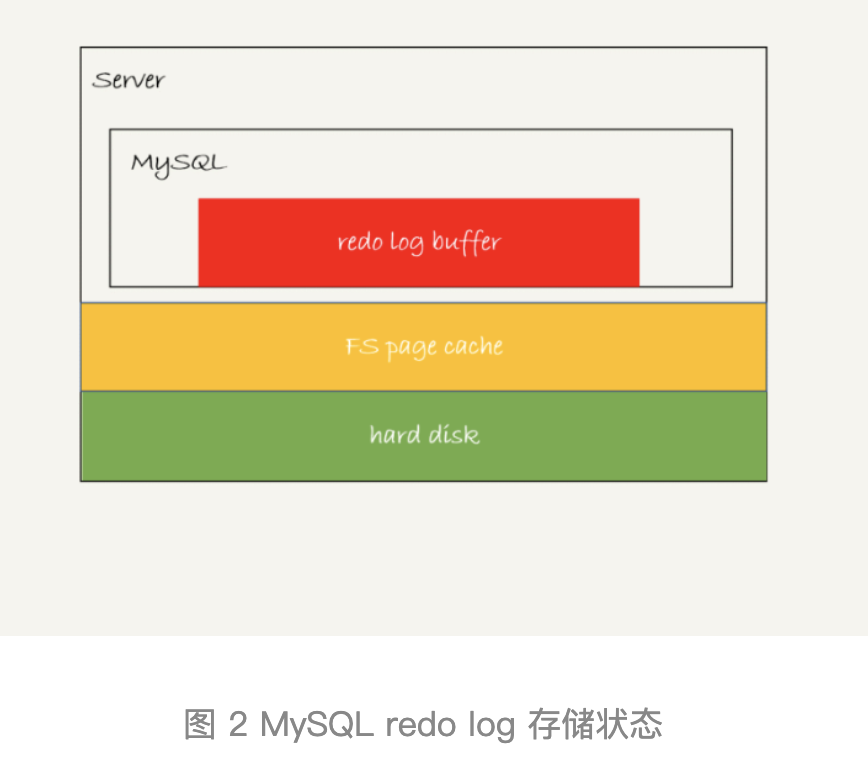 Server
MySQL
redo log buffer
FS page cache
hard disk
图 2 MySQL redo log 存储状态